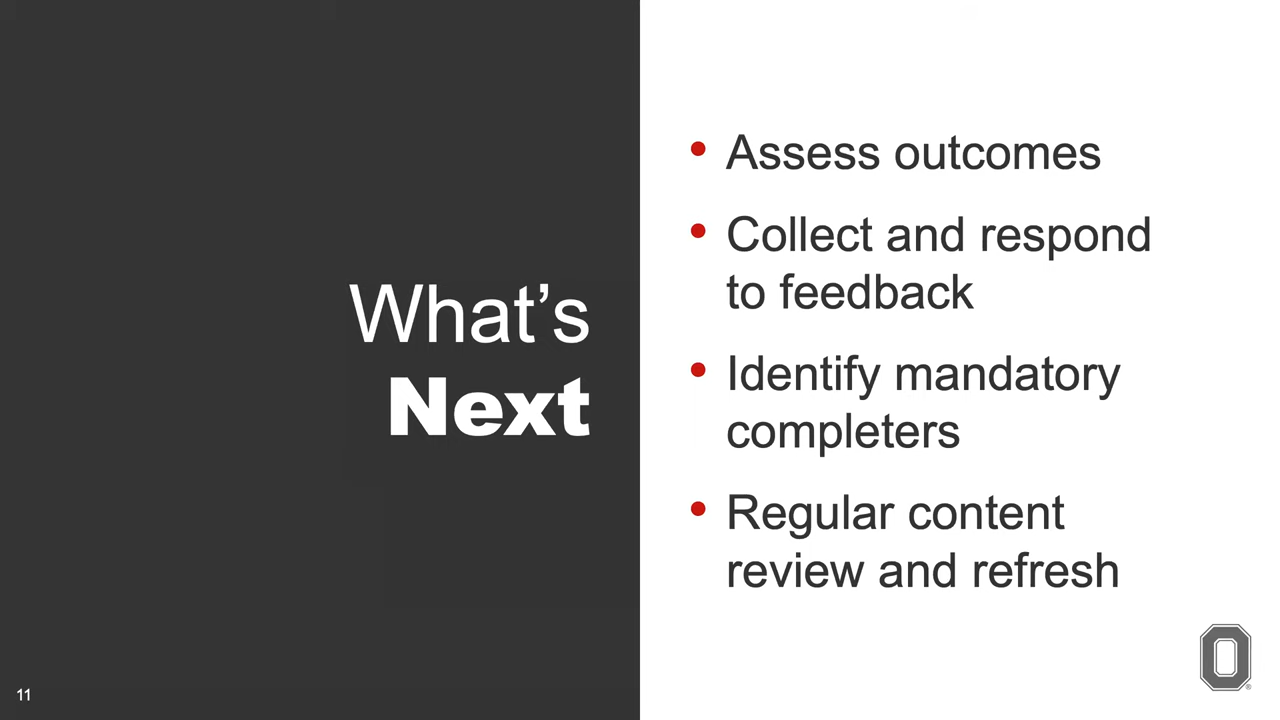 What's
Next
• Assess outcomes
• Collect and respond
to feedback
• Identify mandatory
completers
• Regular content
review and refresh
11
O
®